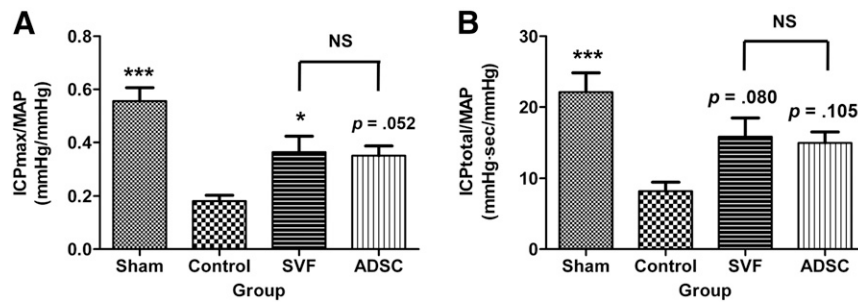 A
ICPmax/MAP
(mmHg/mmHg)
0.8
0.6
0.4
0.2
0.0
***
*
p = .052
NS
Sham Control SVF ADSC
Group
B
ICPtotal/MAP
(mmHg·sec/mmHg)
30
20
10
0
***
p = .080
p = .105
NS
Sham Control SVF ADSC
Group